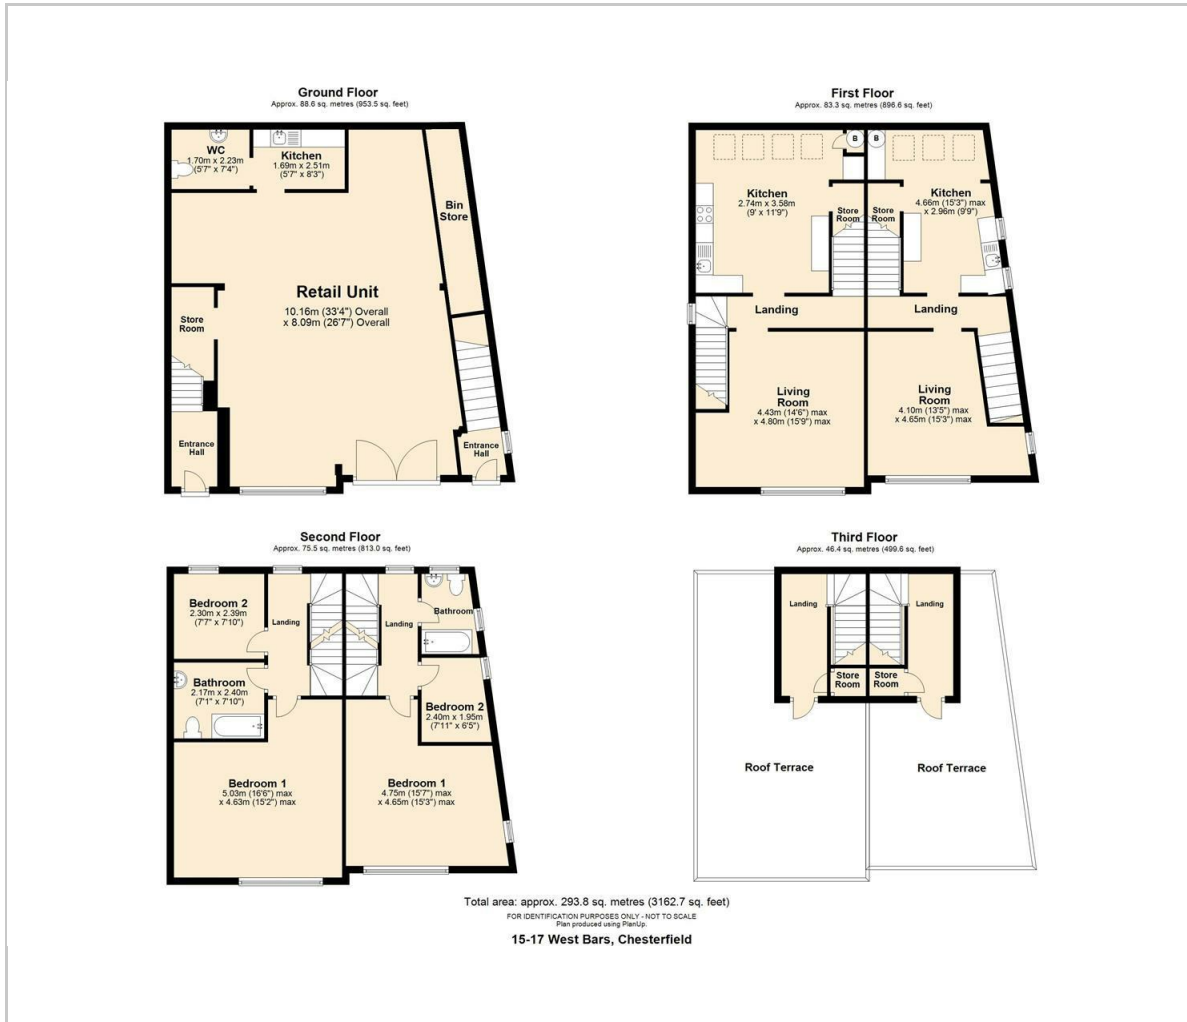 Ground Floor
Approx. 88.6 sq. metres (953.5 sq. feet)
WC
1.70m x 2.23m
(5'7" x 7'4")
Kitchen
1.69m x 2.51m
(5'7" x 8'3")
Bin
Store
Retail Unit
10.16m (33'4") Overall
x 8.09m (26'7") Overall
Store
Room
Entrance
Hall
Entrance
Hall
First Floor
Approx. 83.3 sq. metres (896.6 sq. feet)
B
B
Kitchen
2.74m x 3.58m
(9' x 11'9")
Store
Room
Store
Room
Kitchen
4.66m (15'3") max
x 2.96m (9'9")
Landing
Landing
Living
Room
4.43m (14'6") max
x 4.80m (15'9") max
Living
Room
4.10m (13'5") max
x 4.65m (15'3") max
Second Floor
Approx. 75.5 sq. metres (813.0 sq. feet)
Bedroom 2
2.30m x 2.39m
(7'7" x 7'10")
Landing
Landing
Bathroom
Bathroom
2.17m x 2.40m
(7'1" x 7'10")
Bedroom 2
2.40m x 1.95m
(7'11" x 6'5")
Bedroom 1
5.03m (16'6") max
x 4.63m (15'2") max
Bedroom 1
4.75m (15'7") max
x 4.65m (15'3") max
Third Floor
Approx. 46.4 sq. metres (499.6 sq. feet)
Landing
Landing
Store
Room
Store
Room
Roof Terrace
Roof Terrace
Total area: approx. 293.8 sq. metres (3162.7 sq. feet)
FOR IDENTIFICATION PURPOSES ONLY - NOT TO SCALE
Plan produced using PlanUp.
15-17 West Bars, Chesterfield